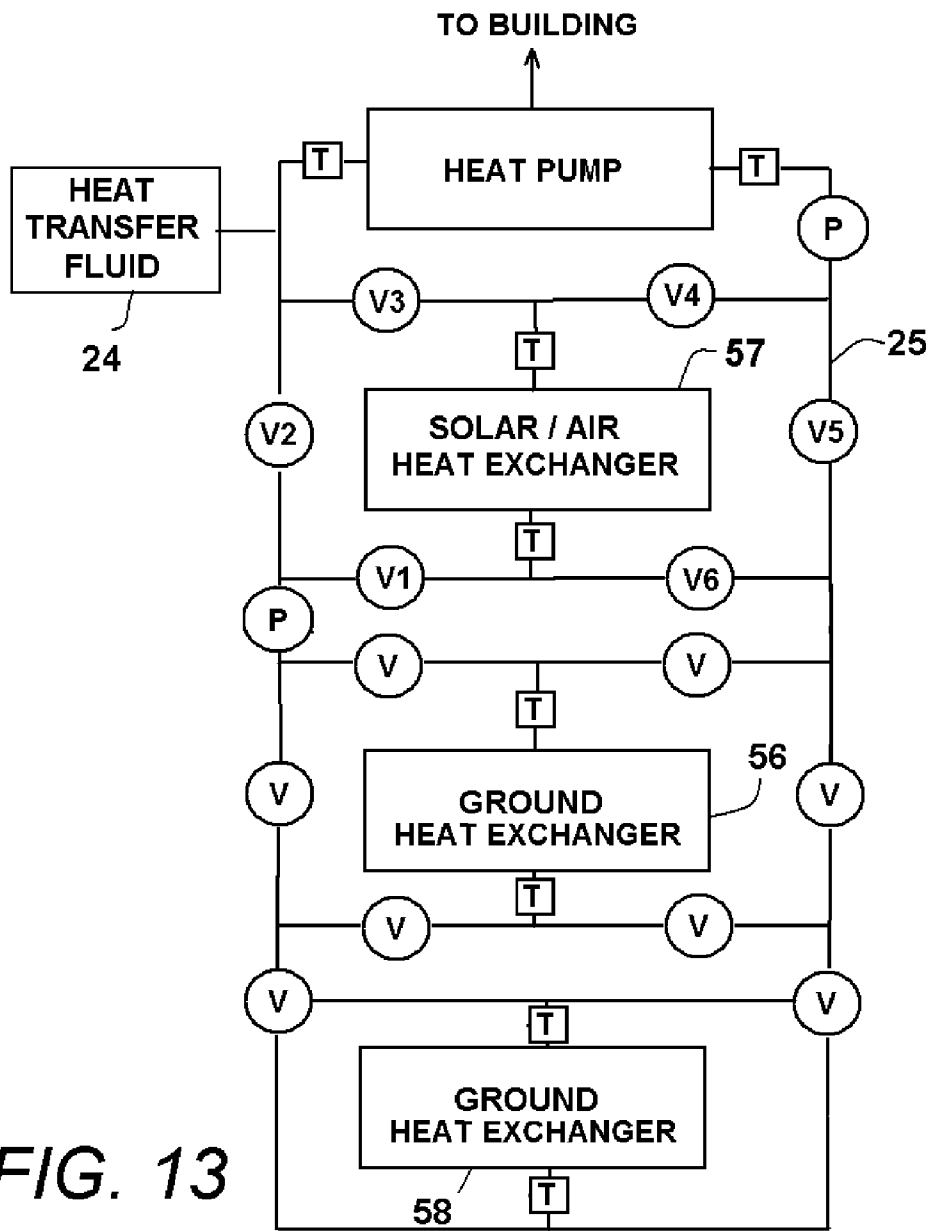 TO BUILDING
T
HEAT PUMP
T
HEAT
TRANSFER
FLUID
P
24
V3
V4
T
57
25
V2
SOLAR / AIR
HEAT EXCHANGER
V5
T
V1
V6
P
V
V
T
56
V
GROUND
HEAT EXCHANGER
V
T
V
V
V
V
T
GROUND
HEAT EXCHANGER
FIG. 13
58
T